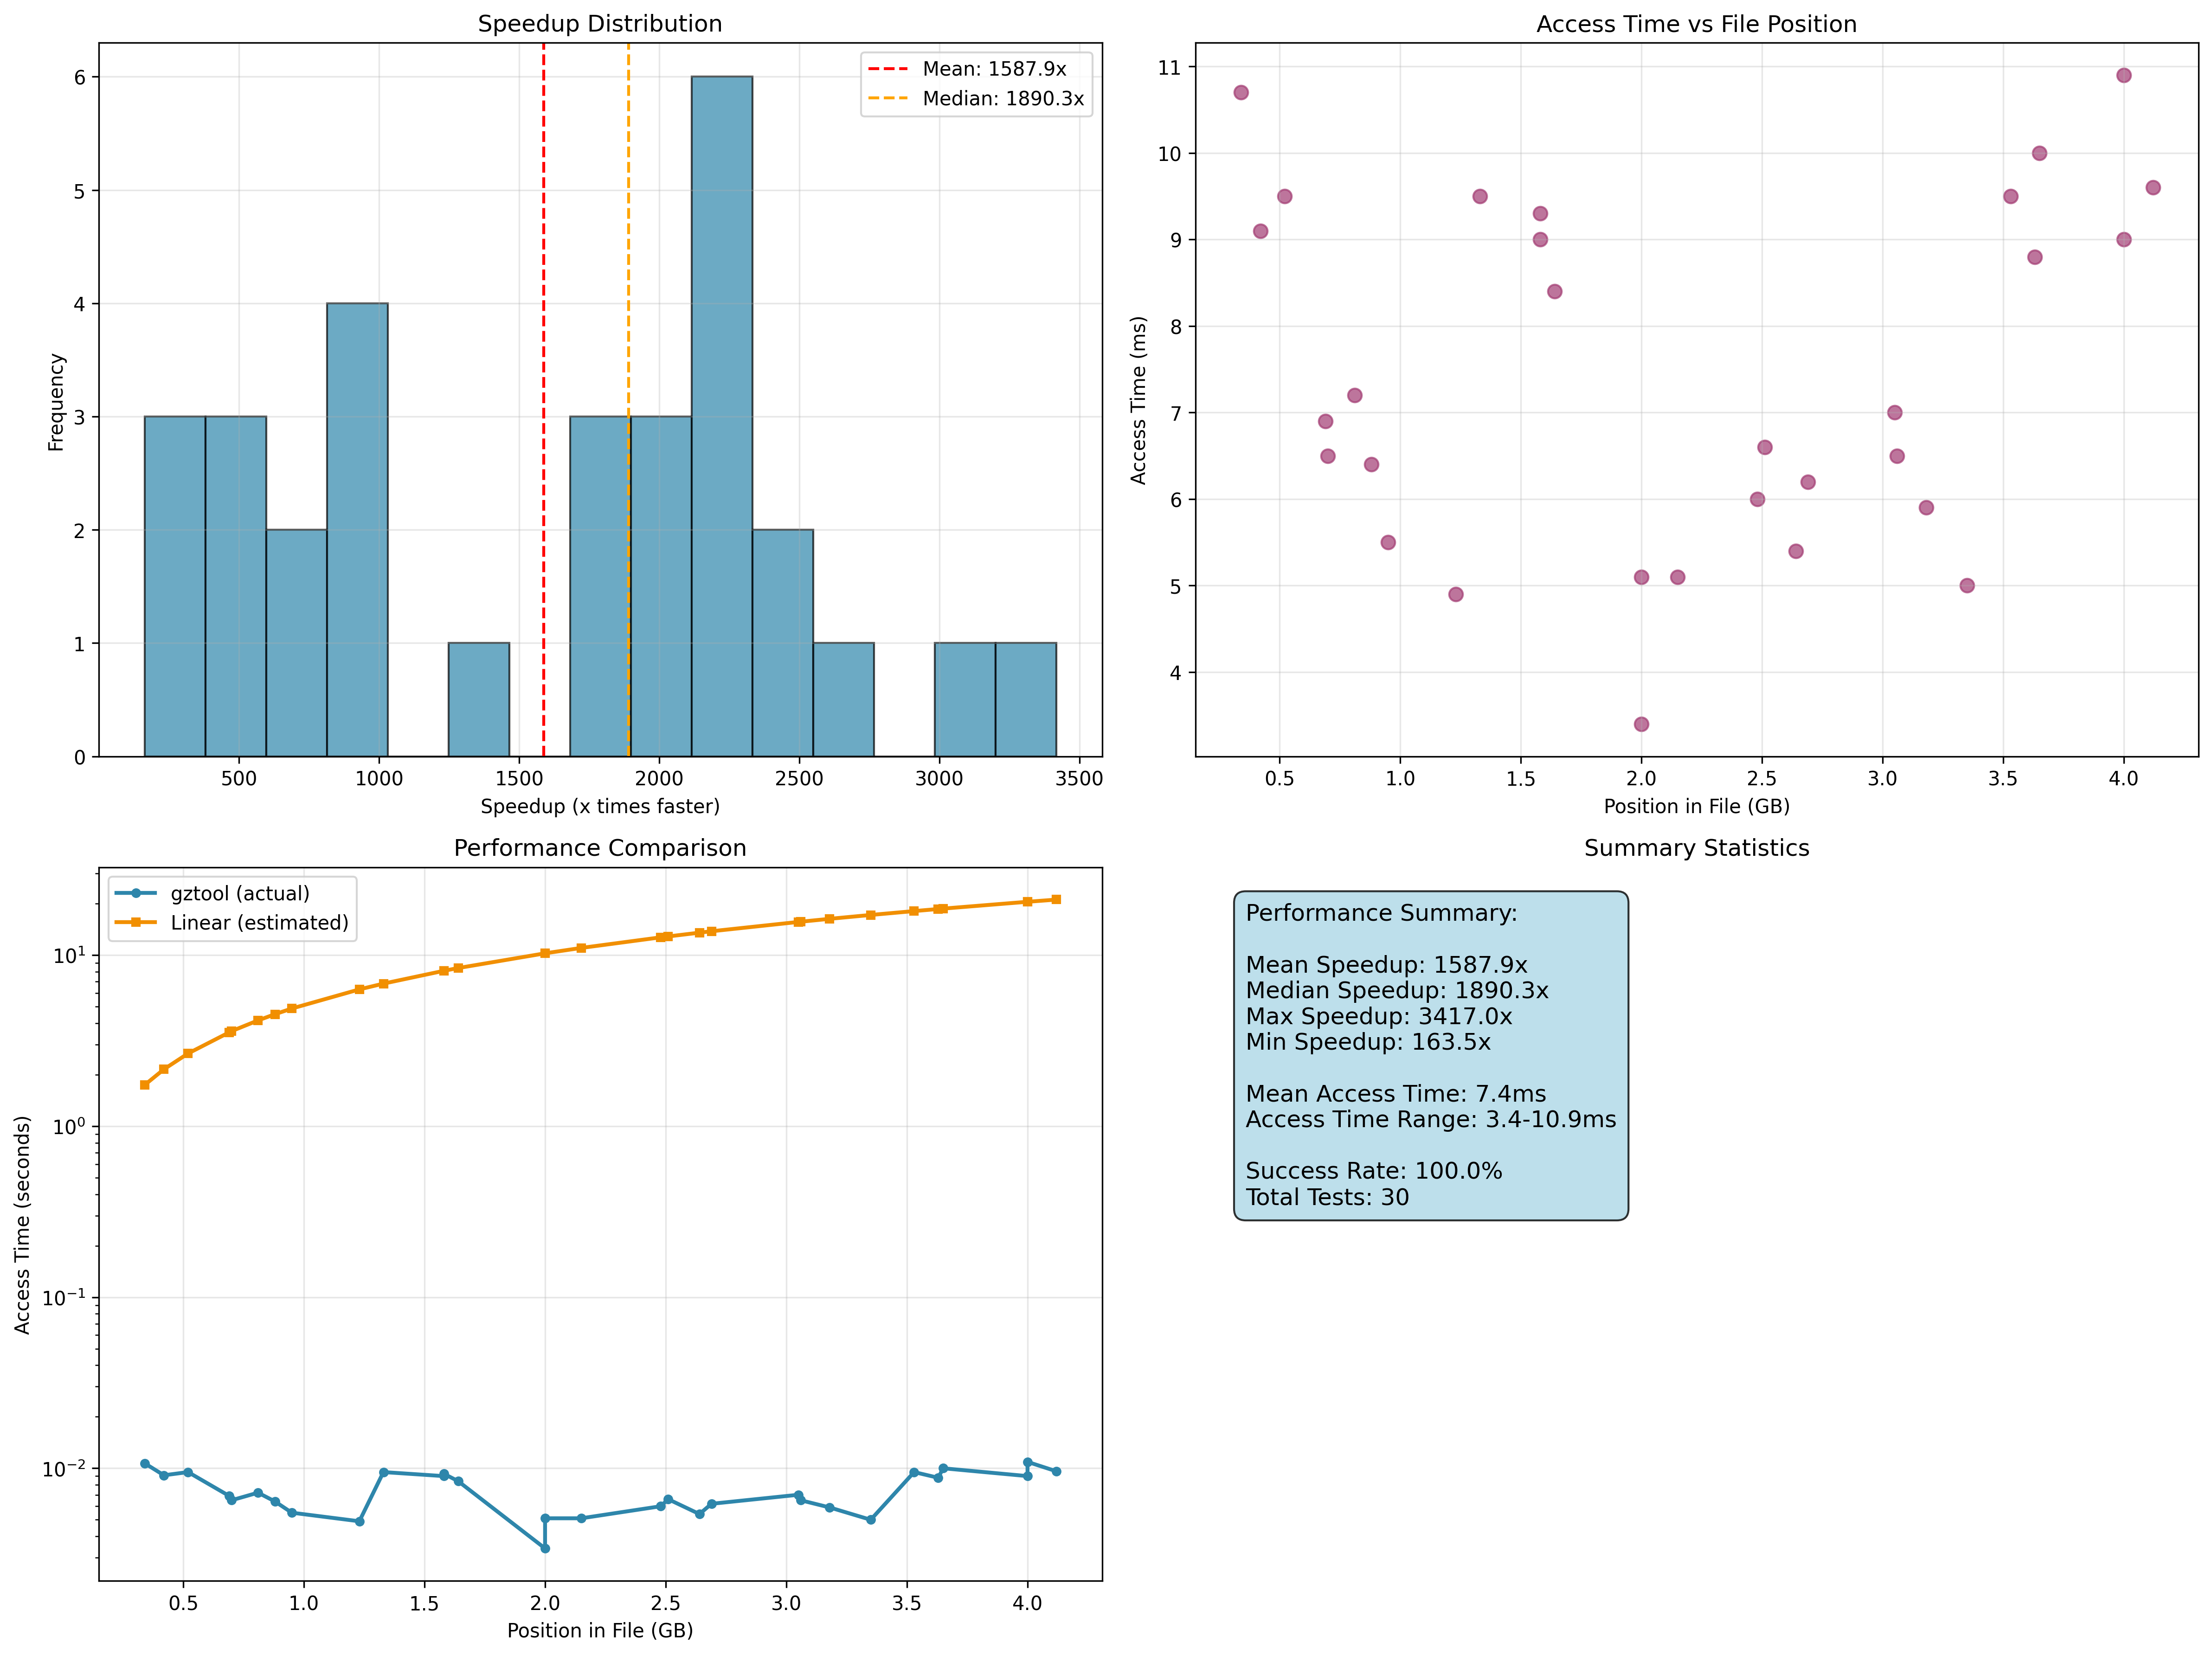 Speedup Distribution
Mean: 1587.9x
Median: 1890.3x
6
5
4
3
2
1
0
Frequency
500 1000 1500 2000 2500 3000 3500
Speedup (x times faster)
Access Time vs File Position
11
10
9
8
7
6
5
4
Access Time (ms)
0.5 1.0 1.5 2.0 2.5 3.0 3.5 4.0
Position in File (GB)
Performance Comparison
gztool (actual)
Linear (estimated)
10¹
10⁰
10⁻¹
10⁻²
Access Time (seconds)
0.5 1.0 1.5 2.0 2.5 3.0 3.5 4.0
Position in File (GB)
Summary Statistics
Performance Summary:
Mean Speedup: 1587.9x
Median Speedup: 1890.3x
Max Speedup: 3417.0x
Min Speedup: 163.5x
Mean Access Time: 7.4ms
Access Time Range: 3.4-10.9ms
Success Rate: 100.0%
Total Tests: 30